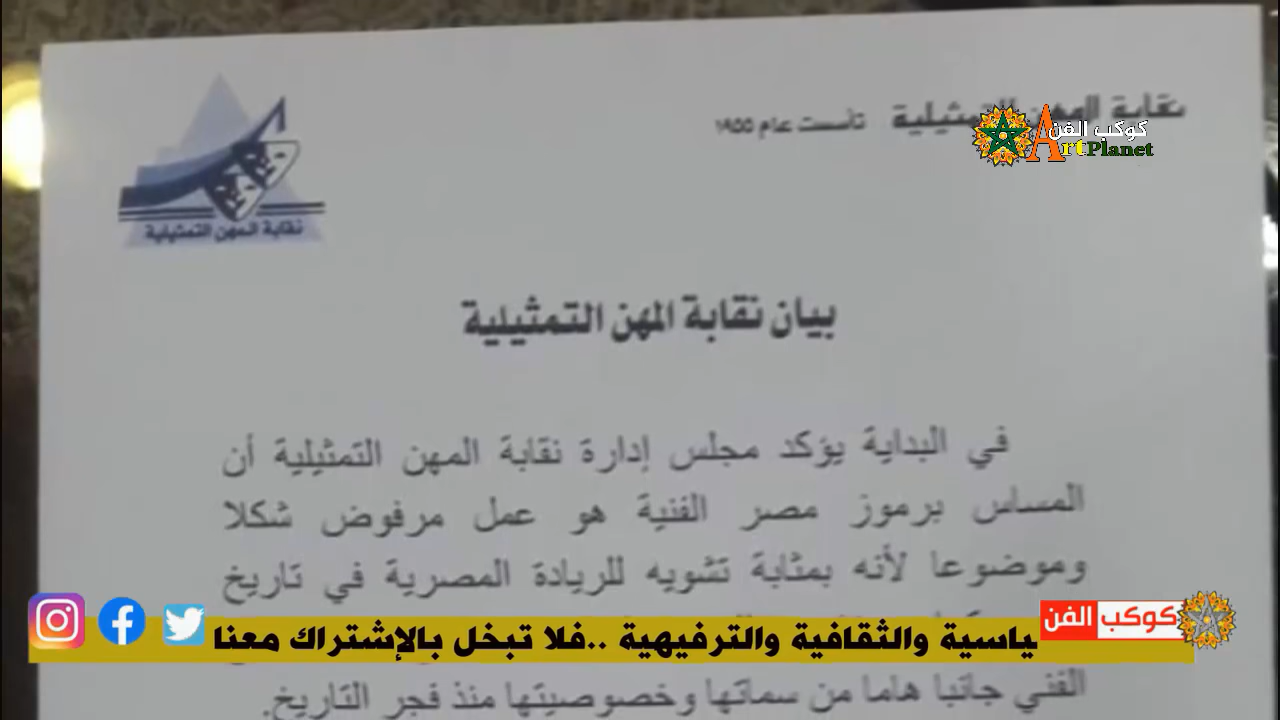 نقابة المهن التمثيلية تأسست عام ١٩٥٥
كوكب الفن
Art Planet
نقابة المهن التمثيلية
بيان نقابة المهن التمثيلية
في البداية يؤكد مجلس إدارة نقابة المهن التمثيلية أن
المساس برموز مصر الفنية هو عمل مرفوض شكلا
وموضوعا لأنه بمثابة تشويه للريادة المصرية في تاريخ
كوكب الفن
ياسية والثقافية والترفيهية ..فلا تبخل بالإشتراك معنا
الفني جانبا هاما من سماتها وخصوصيتها منذ فجر التاريخ.